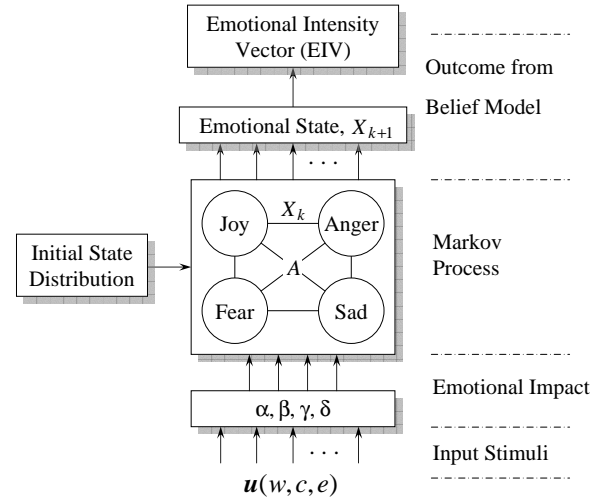 Emotional Intensity
Vector (EIV)
Outcome from
Belief Model
Emotional State, X_{k+1}
. . .
Joy
X_k
Anger
A
Fear
Sad
Markov
Process
Initial State
Distribution
α, β, γ, δ
Emotional Impact
. . .
Input Stimuli
u(w, c, e)